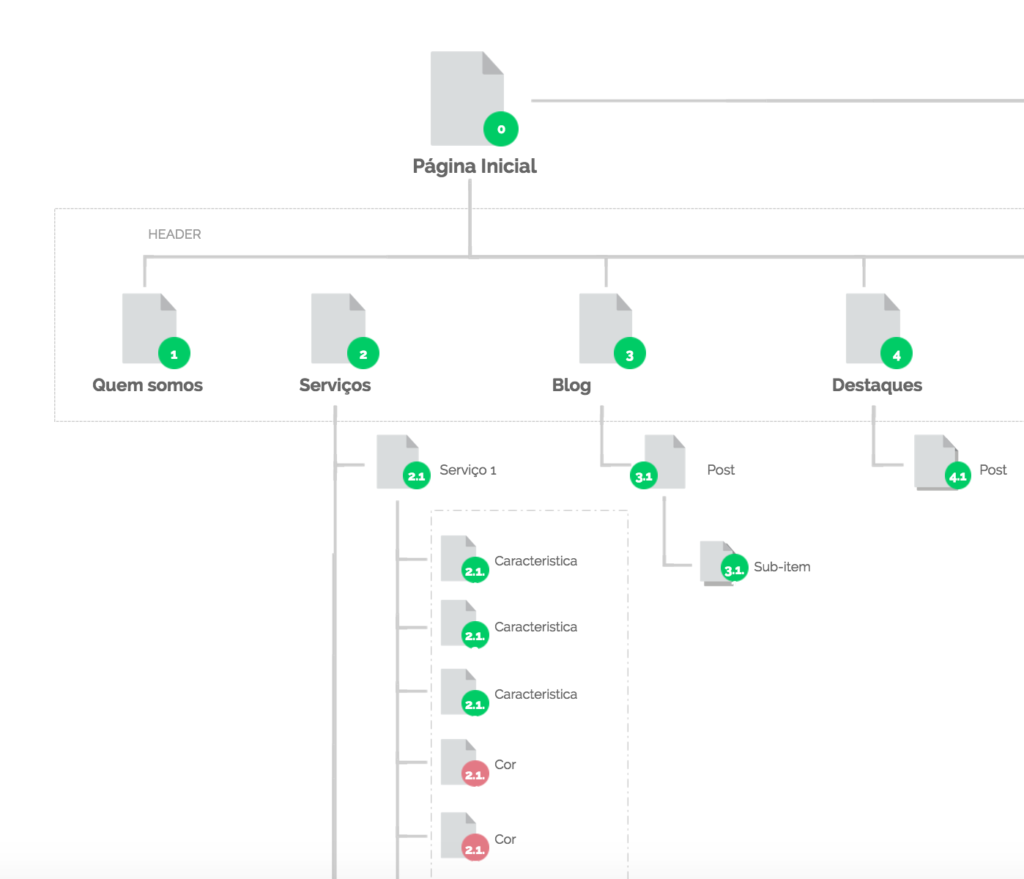 0
Página Inicial
HEADER
1
2
3
4
Quem somos
Serviços
Blog
Destaques
2.1
Serviço 1
3.1
Post
4.1
Post
2.1.
Caracteristica
3.1.
Sub-item
2.1.
Caracteristica
2.1.
Caracteristica
2.1.
Cor
2.1.
Cor